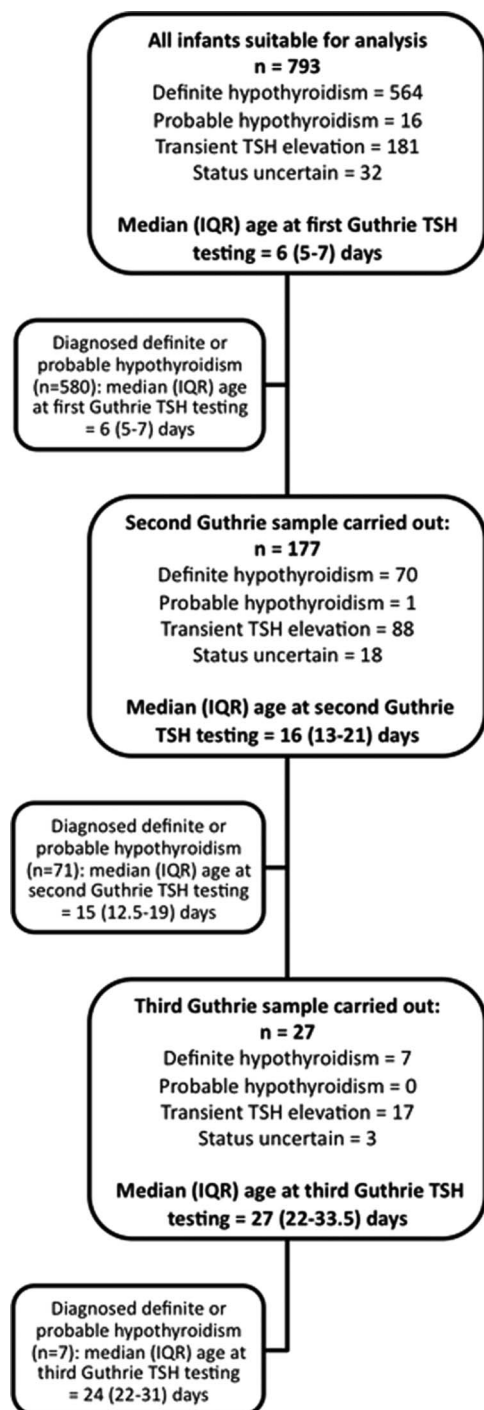 All infants suitable for analysis
n = 793
Definite hypothyroidism = 564
Probable hypothyroidism = 16
Transient TSH elevation = 181
Status uncertain = 32
Median (IQR) age at first Guthrie TSH
testing = 6 (5-7) days
Diagnosed definite or
probable hypothyroidism
(n=580): median (IQR) age
at first Guthrie TSH testing
= 6 (5-7) days
Second Guthrie sample carried out:
n = 177
Definite hypothyroidism = 70
Probable hypothyroidism = 1
Transient TSH elevation = 88
Status uncertain = 18
Median (IQR) age at second Guthrie
TSH testing = 16 (13-21) days
Diagnosed definite or
probable hypothyroidism
(n=71): median (IQR) age at
second Guthrie TSH testing
= 15 (12.5-19) days
Third Guthrie sample carried out:
n = 27
Definite hypothyroidism = 7
Probable hypothyroidism = 0
Transient TSH elevation = 17
Status uncertain = 3
Median (IQR) age at third Guthrie TSH
testing = 27 (22-33.5) days
Diagnosed definite or
probable hypothyroidism
(n=7): median (IQR) age at
third Guthrie TSH testing
= 24 (22-31) days